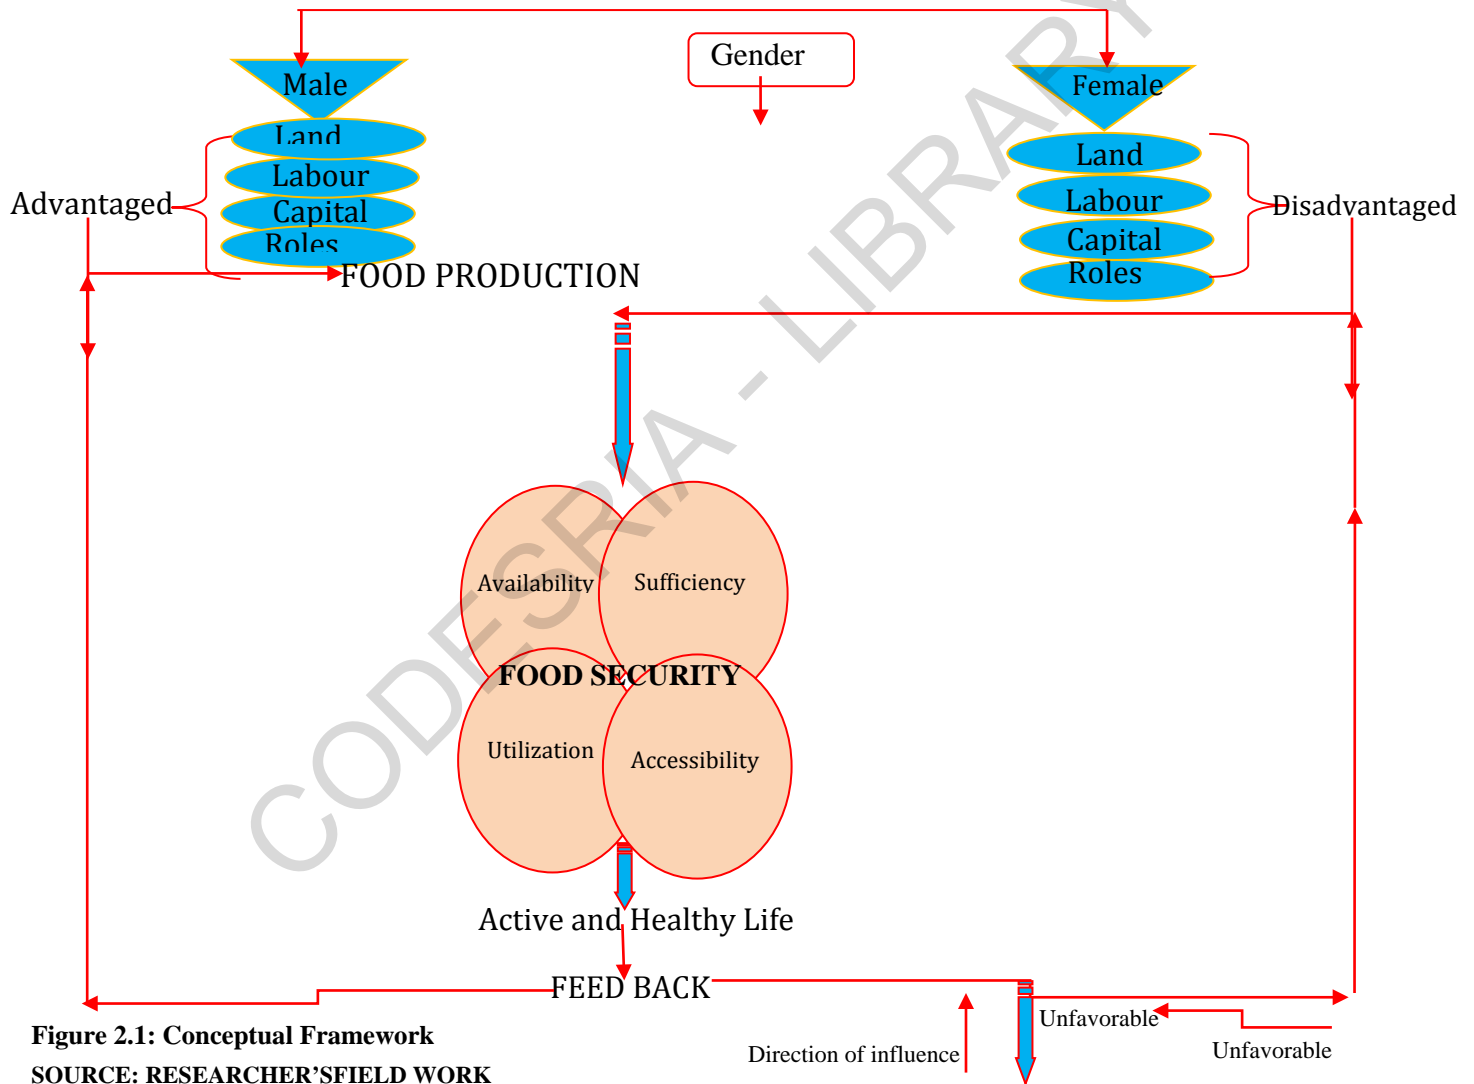 Gender
Male
Female
Land
Labour
Capital
Roles
Land
Labour
Capital
Roles
Advantaged
Disadvantaged
FOOD PRODUCTION
Availability
Sufficiency
FOOD SECURITY
Utilization
Accessibility
Active and Healthy Life
FEED BACK
Unfavorable
Unfavorable
Direction of influence
Figure 2.1: Conceptual Framework
SOURCE: RESEARCHER'SFIELD WORK
CODESRIA - LIBRARY